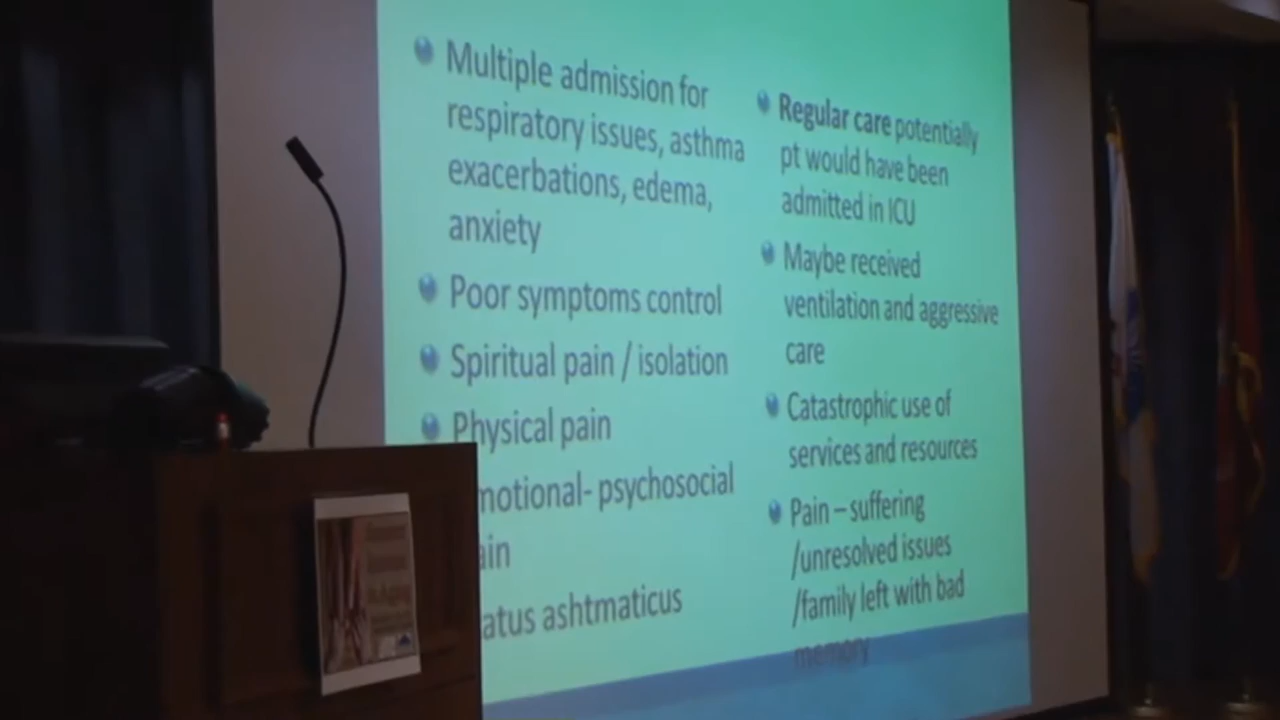 Multiple admission for
respiratory issues, asthma
exacerbations, edema,
anxiety
Poor symptoms control
Spiritual pain / isolation
Physical pain
motional- psychosocial
ain
atus ashtmaticus
Regular care potentially
pt would have been
admitted in ICU
Maybe received
ventilation and aggressive
care
Catastrophic use of
services and resources
Pain – suffering
/unresolved issues
/family left with bad
memory
Aging